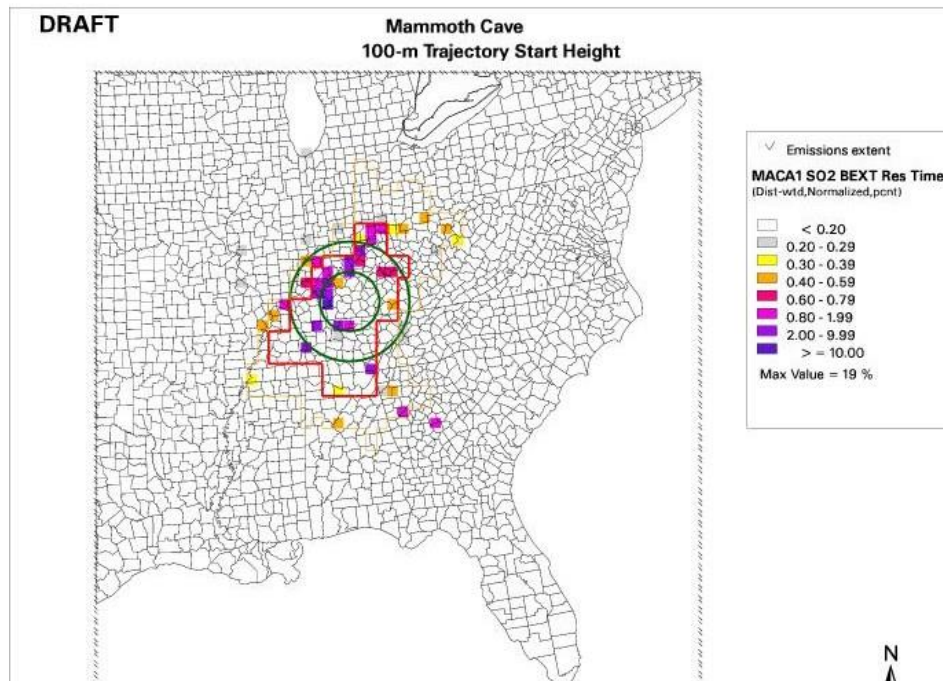 DRAFT
Mammoth Cave
100-m Trajectory Start Height
Emissions extent
MACA1 SO2 BEXT Res Time
(Dist-wtd,Normalized,pcnt)
< 0.20
0.20 - 0.29
0.30 - 0.39
0.40 - 0.59
0.60 - 0.79
0.80 - 1.99
2.00 - 9.99
> = 10.00
Max Value = 19 %
N